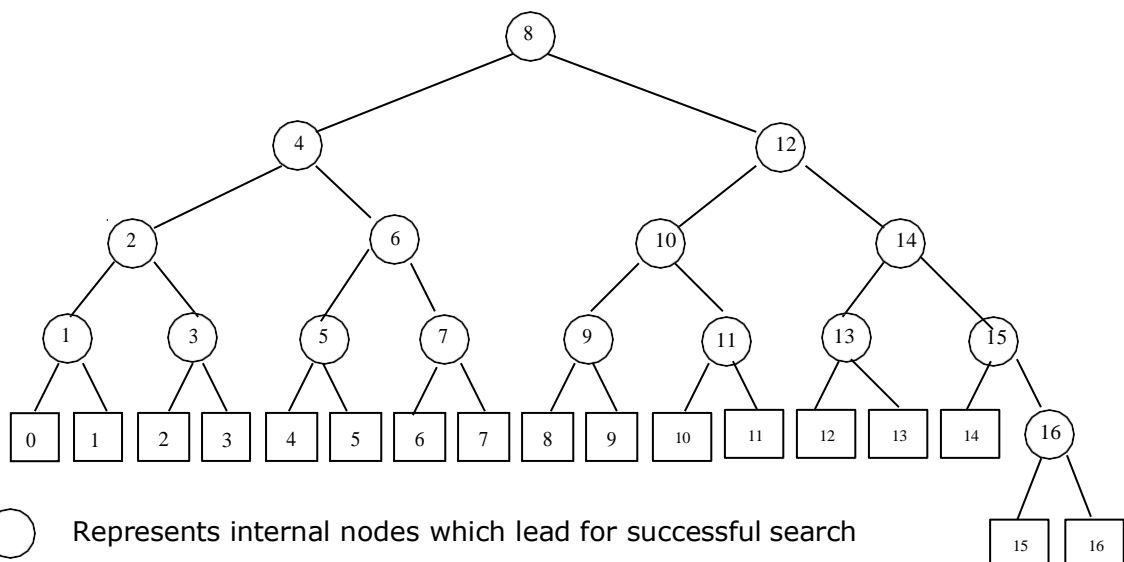 8
4 12
2 6 10 14
1 3 5 7 9 11 13 15
0 1 2 3 4 5 6 7 8 9 10 11 12 13 14 16
Represents internal nodes which lead for successful search
15 16